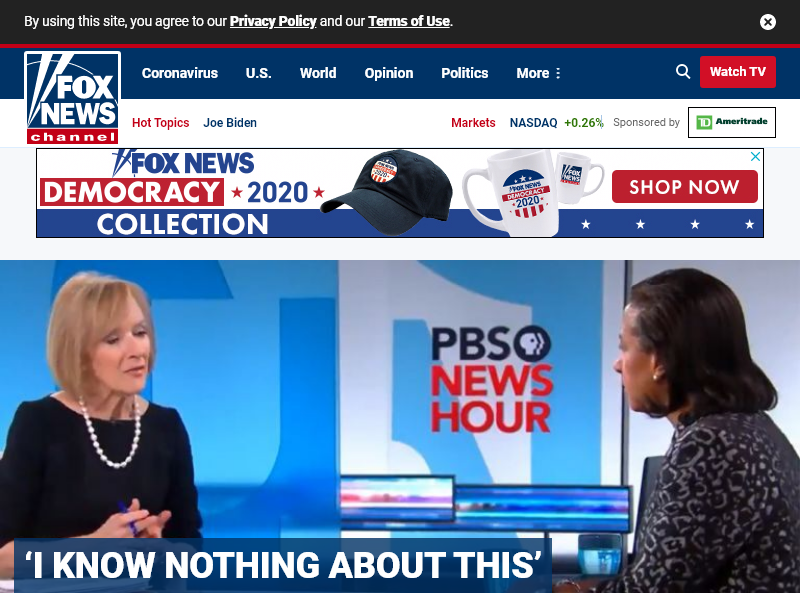 By using this site, you agree to our Privacy Policy and our Terms of Use.
FOX NEWS channel
Coronavirus U.S. World Opinion Politics More Watch TV
Hot Topics Joe Biden Markets NASDAQ +0.26% Sponsored by TD Ameritrade
FOX NEWS
DEMOCRACY 2020
COLLECTION
FOX NEWS
DEMOCRACY
2020
FOX NEWS
SHOP NOW
PBS
NEWS
HOUR
‘I KNOW NOTHING ABOUT THIS’